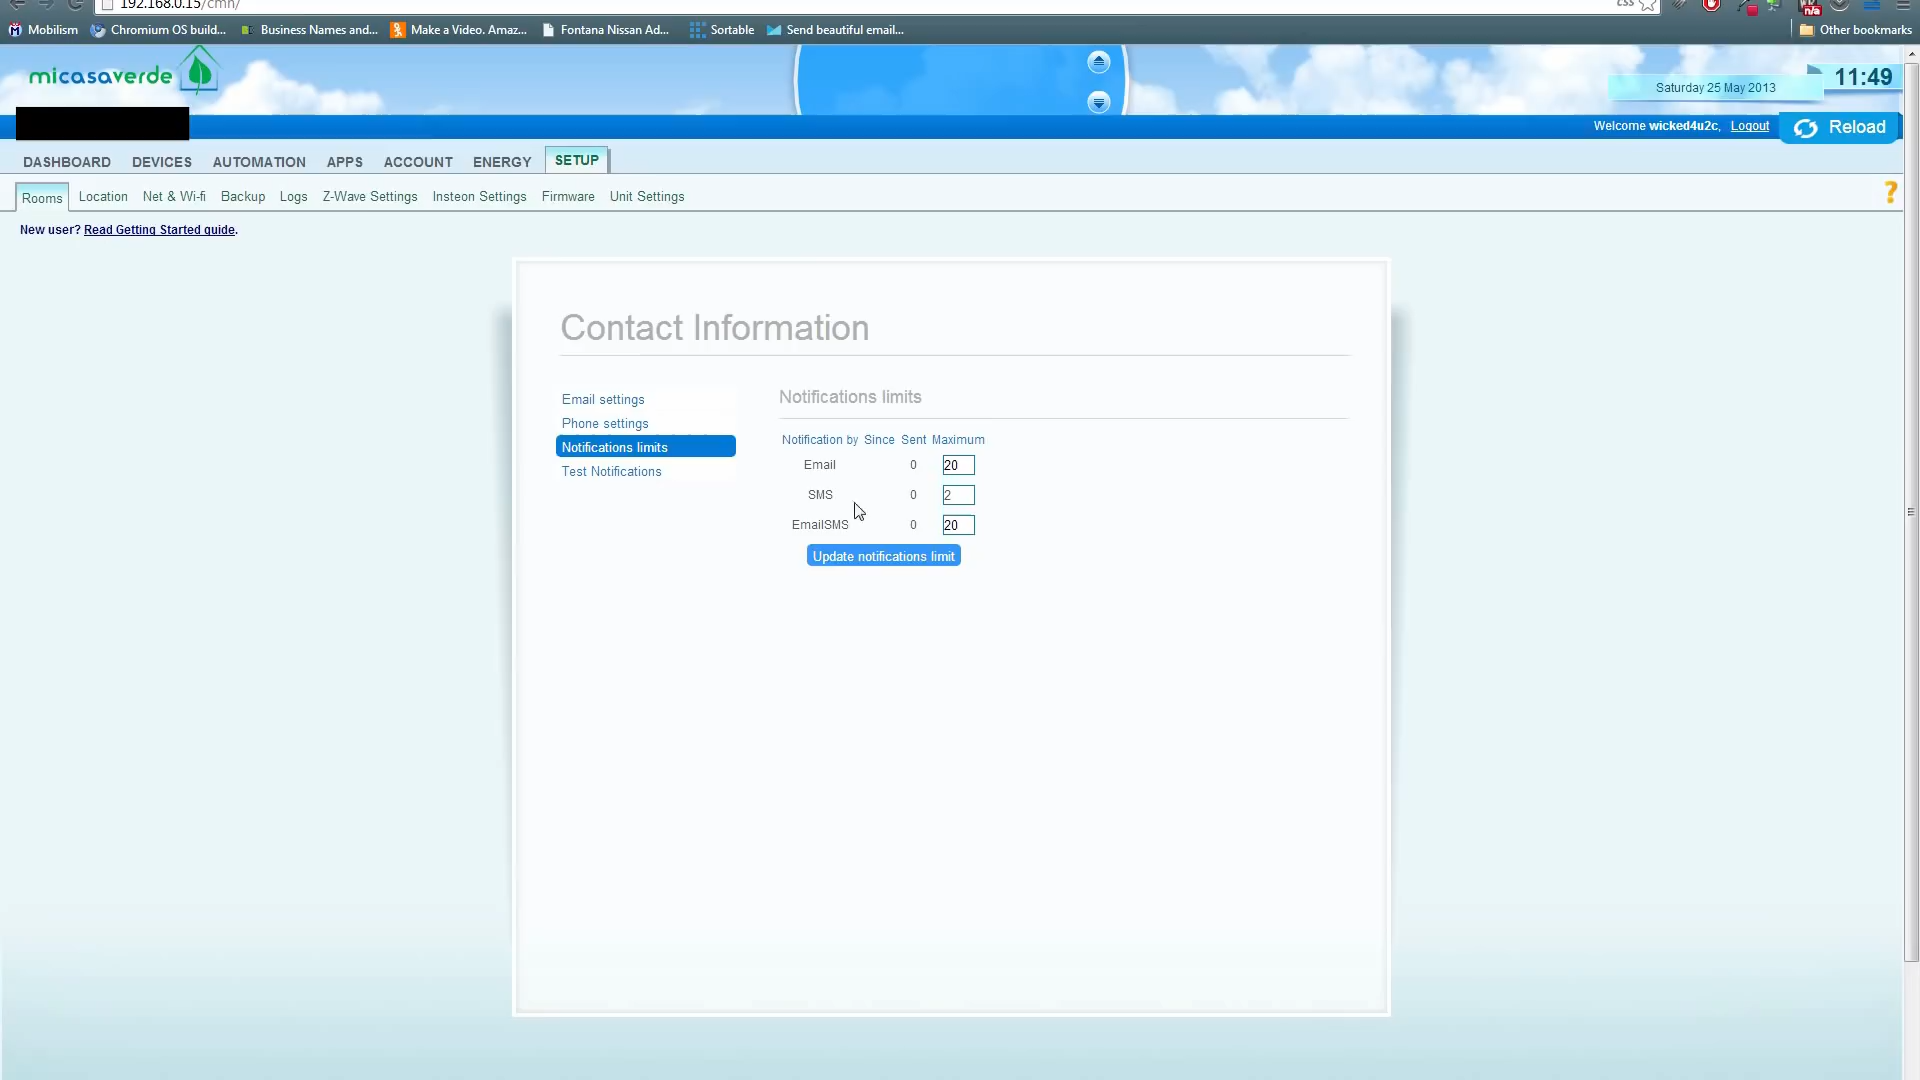 192.168.0.15/cmn/
css
Mobilism Chromium OS build... Business Names and... Make a Video. Amaz... Fontana Nissan Ad... Sortable Send beautiful email... Other bookmarks
n/a
micasaverde
Saturday 25 May 2013 11:49
Welcome wicked4u2c, Logout Reload
DASHBOARD DEVICES AUTOMATION APPS ACCOUNT ENERGY SETUP
Rooms Location Net & Wi-fi Backup Logs Z-Wave Settings Insteon Settings Firmware Unit Settings ?
New user? Read Getting Started guide.
Contact Information
Email settings
Phone settings
Notifications limits
Test Notifications
Notifications limits
Notification by Since Sent Maximum
Email 0 20
SMS 0 2
EmailSMS 0 20
Update notifications limit